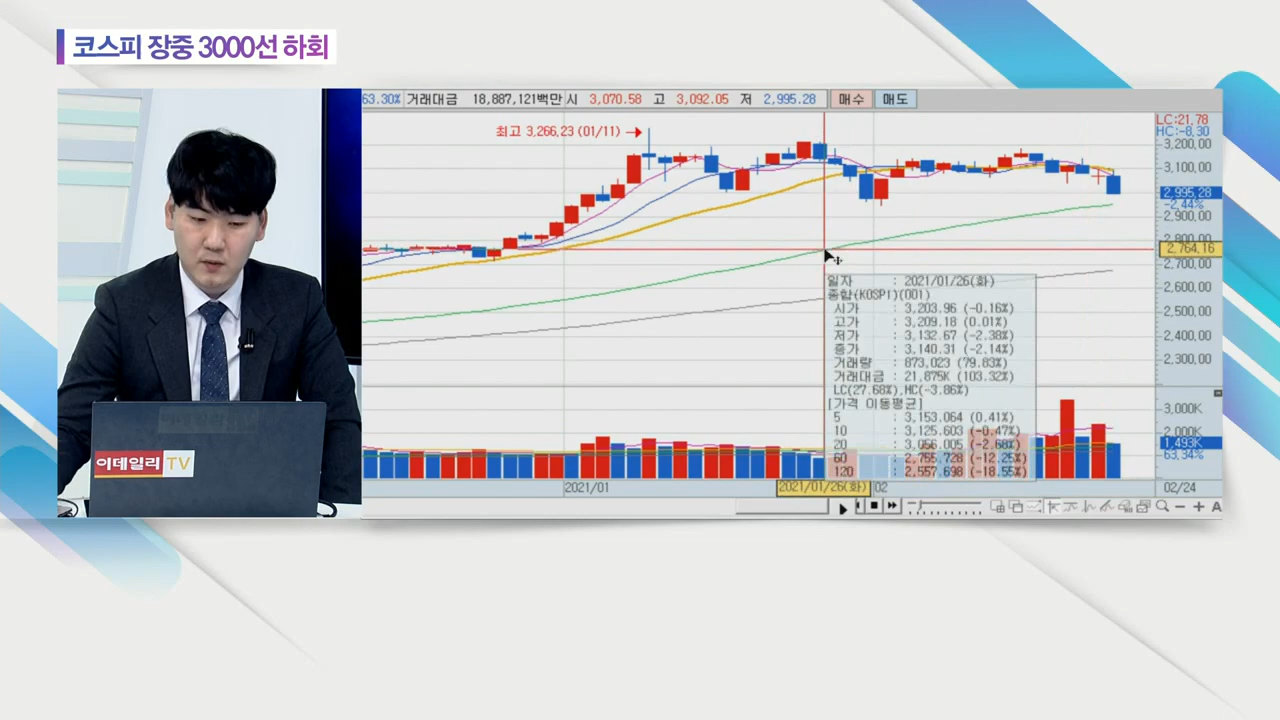 코스피 장중 3000선 하회
63.30% 거래대금 18,887,121백만 시 3,070.58 고 3,092.05 저 2,995.28 매수 매도
최고 3,266,23 (01/11) →
LC:21,78
HC:-8,30
3,200,00
3,100,00
2,995,28
-2,44%
2,900,00
2,800,00
2,764,16
2,700,00
2,600,00
2,500,00
2,400,00
2,300,00
일자 : 2021/01/26(화)
종합(KOSPI)(001)
시가 : 3,203.96 (-0.16%)
고가 : 3,209.18 (0.01%)
저가 : 3,132.67 (-2.38%)
종가 : 3,140.31 (-2.14%)
거래량 : 873,023 (79.83%)
거래대금 : 21,875K (103.32%)
LC(27.68%),HC(-3.86%)
[가격 이동평균]
5 : 3,153.064 (0.41%)
10 : 3,125.603 (-0.47%)
20 : 3,056.005 (-2.68%)
60 : 2,755.728 (-12.25%)
120 : 2,557.698 (-18.55%)
3,000K
2,000K
1,493K
63,34%
2021/01
2021/01/26(화)
02
02/24
A
이데일리 TV